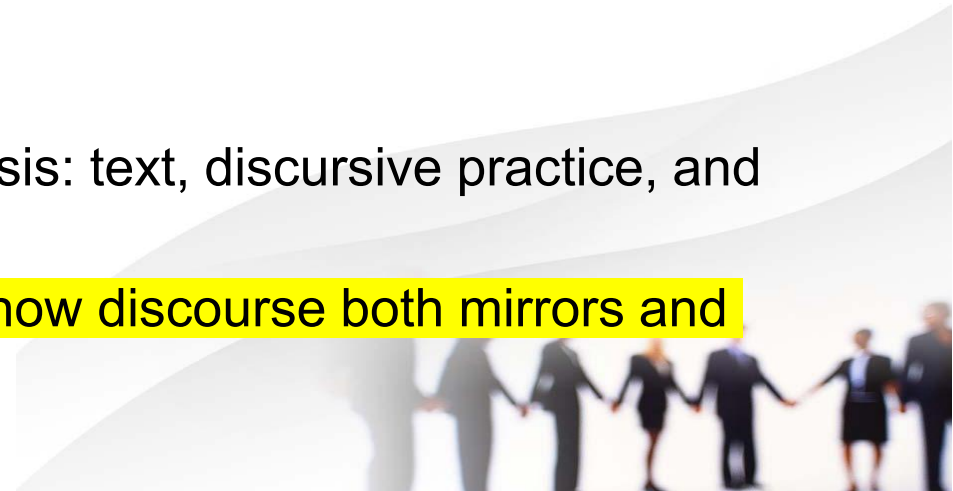 sis: text, discursive practice, and
how discourse both mirrors and